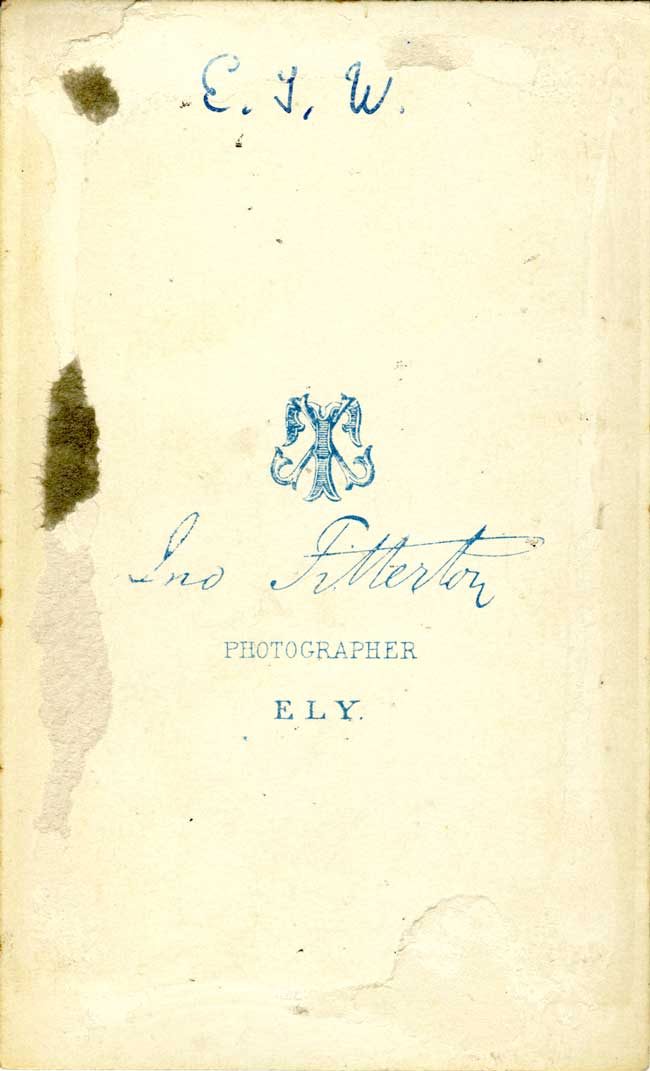 E. J. W.
Jno Titterton
PHOTOGRAPHER
ELY.